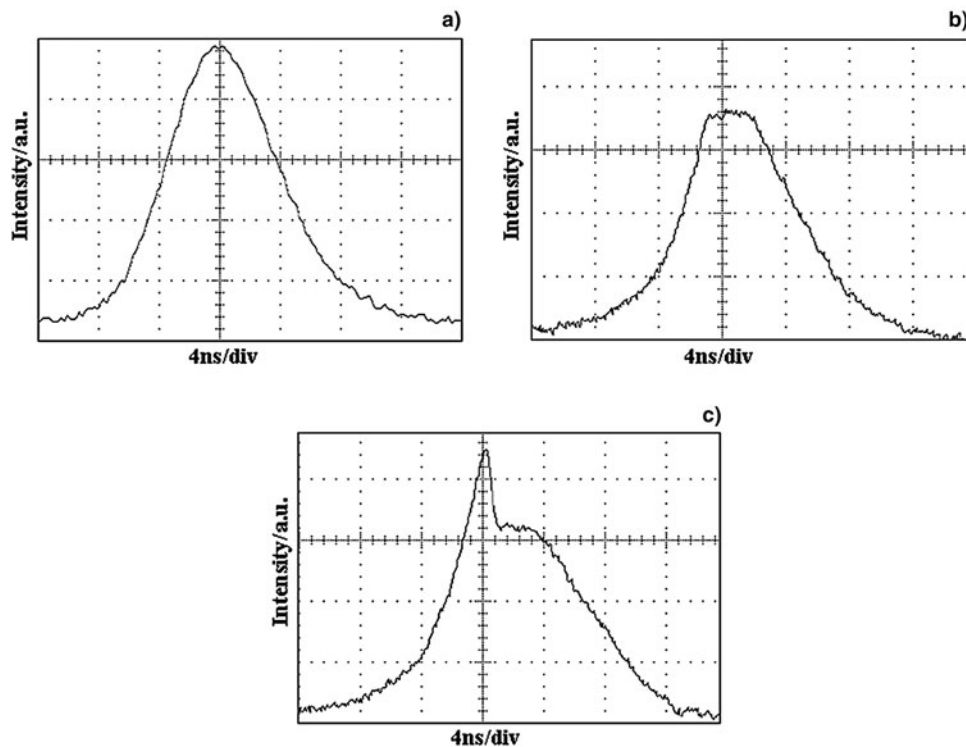 a)
Intensity/a.u.
4ns/div
b)
Intensity/a.u.
4ns/div
c)
Intensity/a.u.
4ns/div